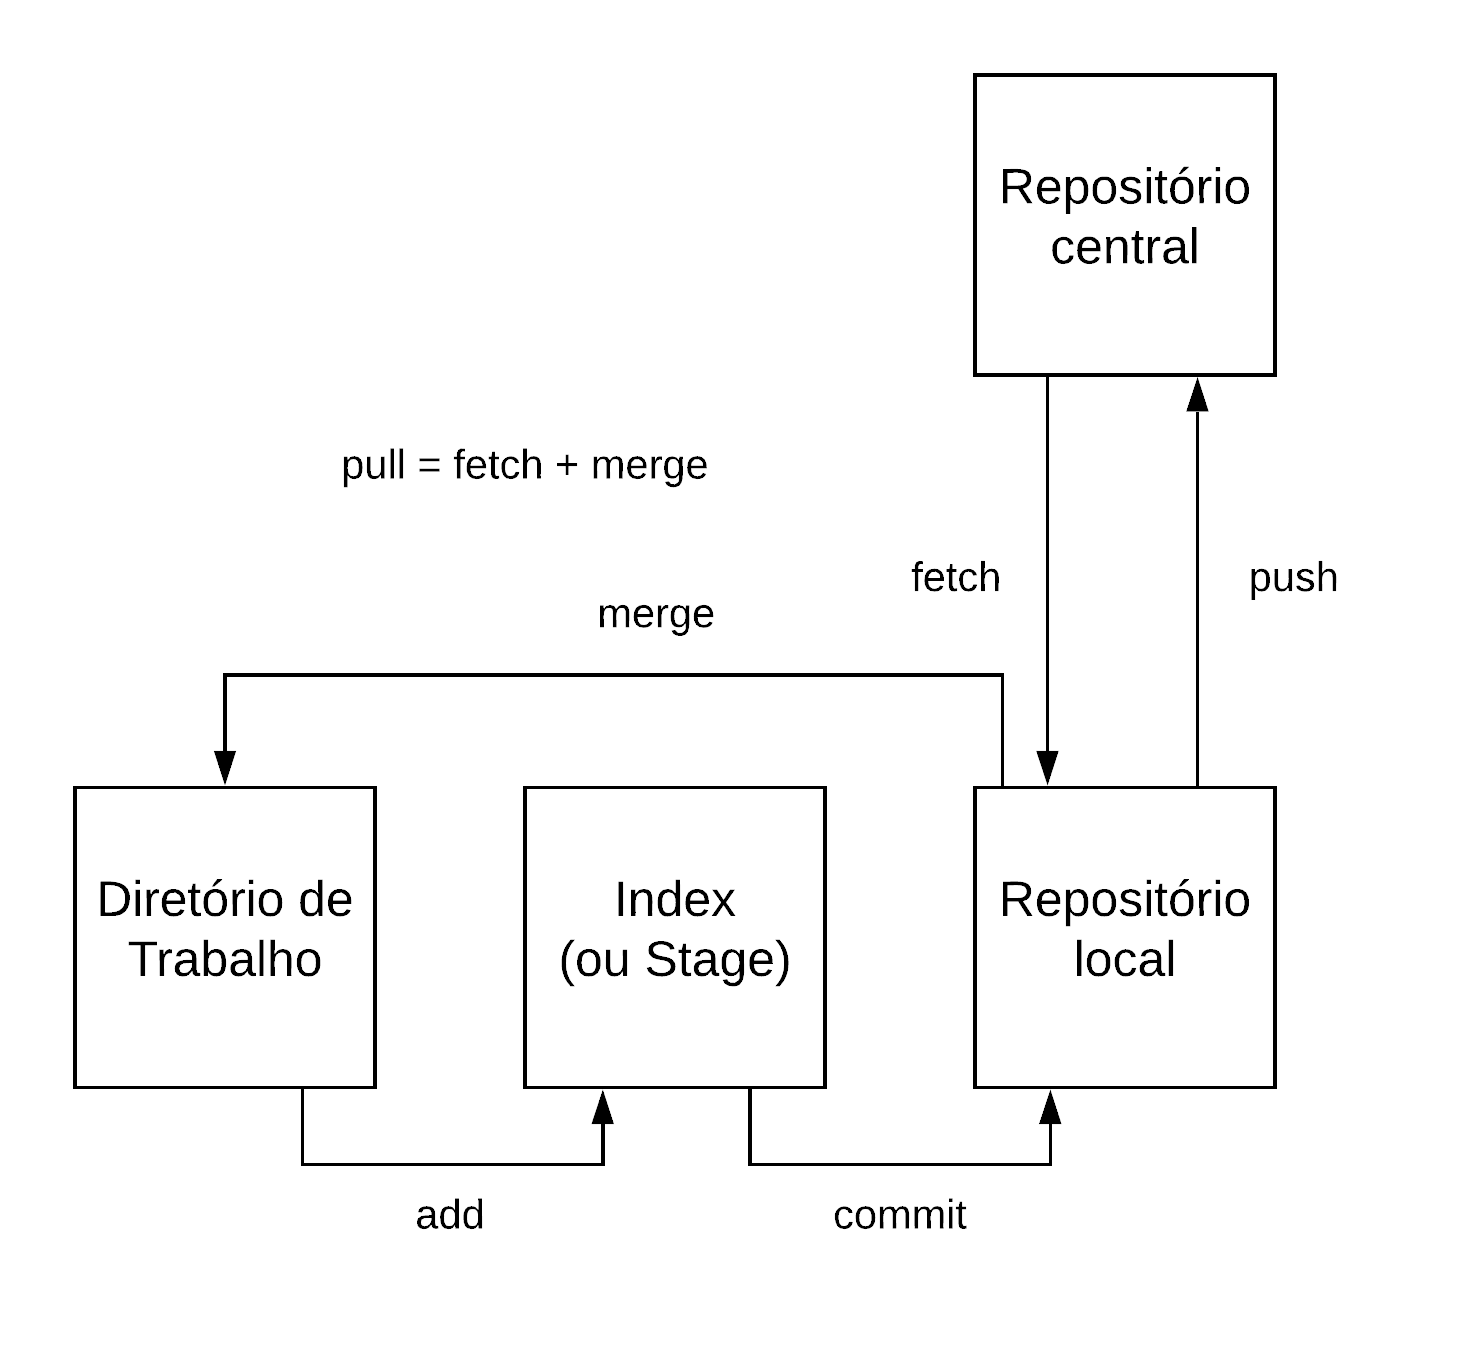 Repositório
central
pull = fetch + merge
fetch
push
merge
Diretório de
Trabalho
Index
(ou Stage)
Repositório
local
add
commit